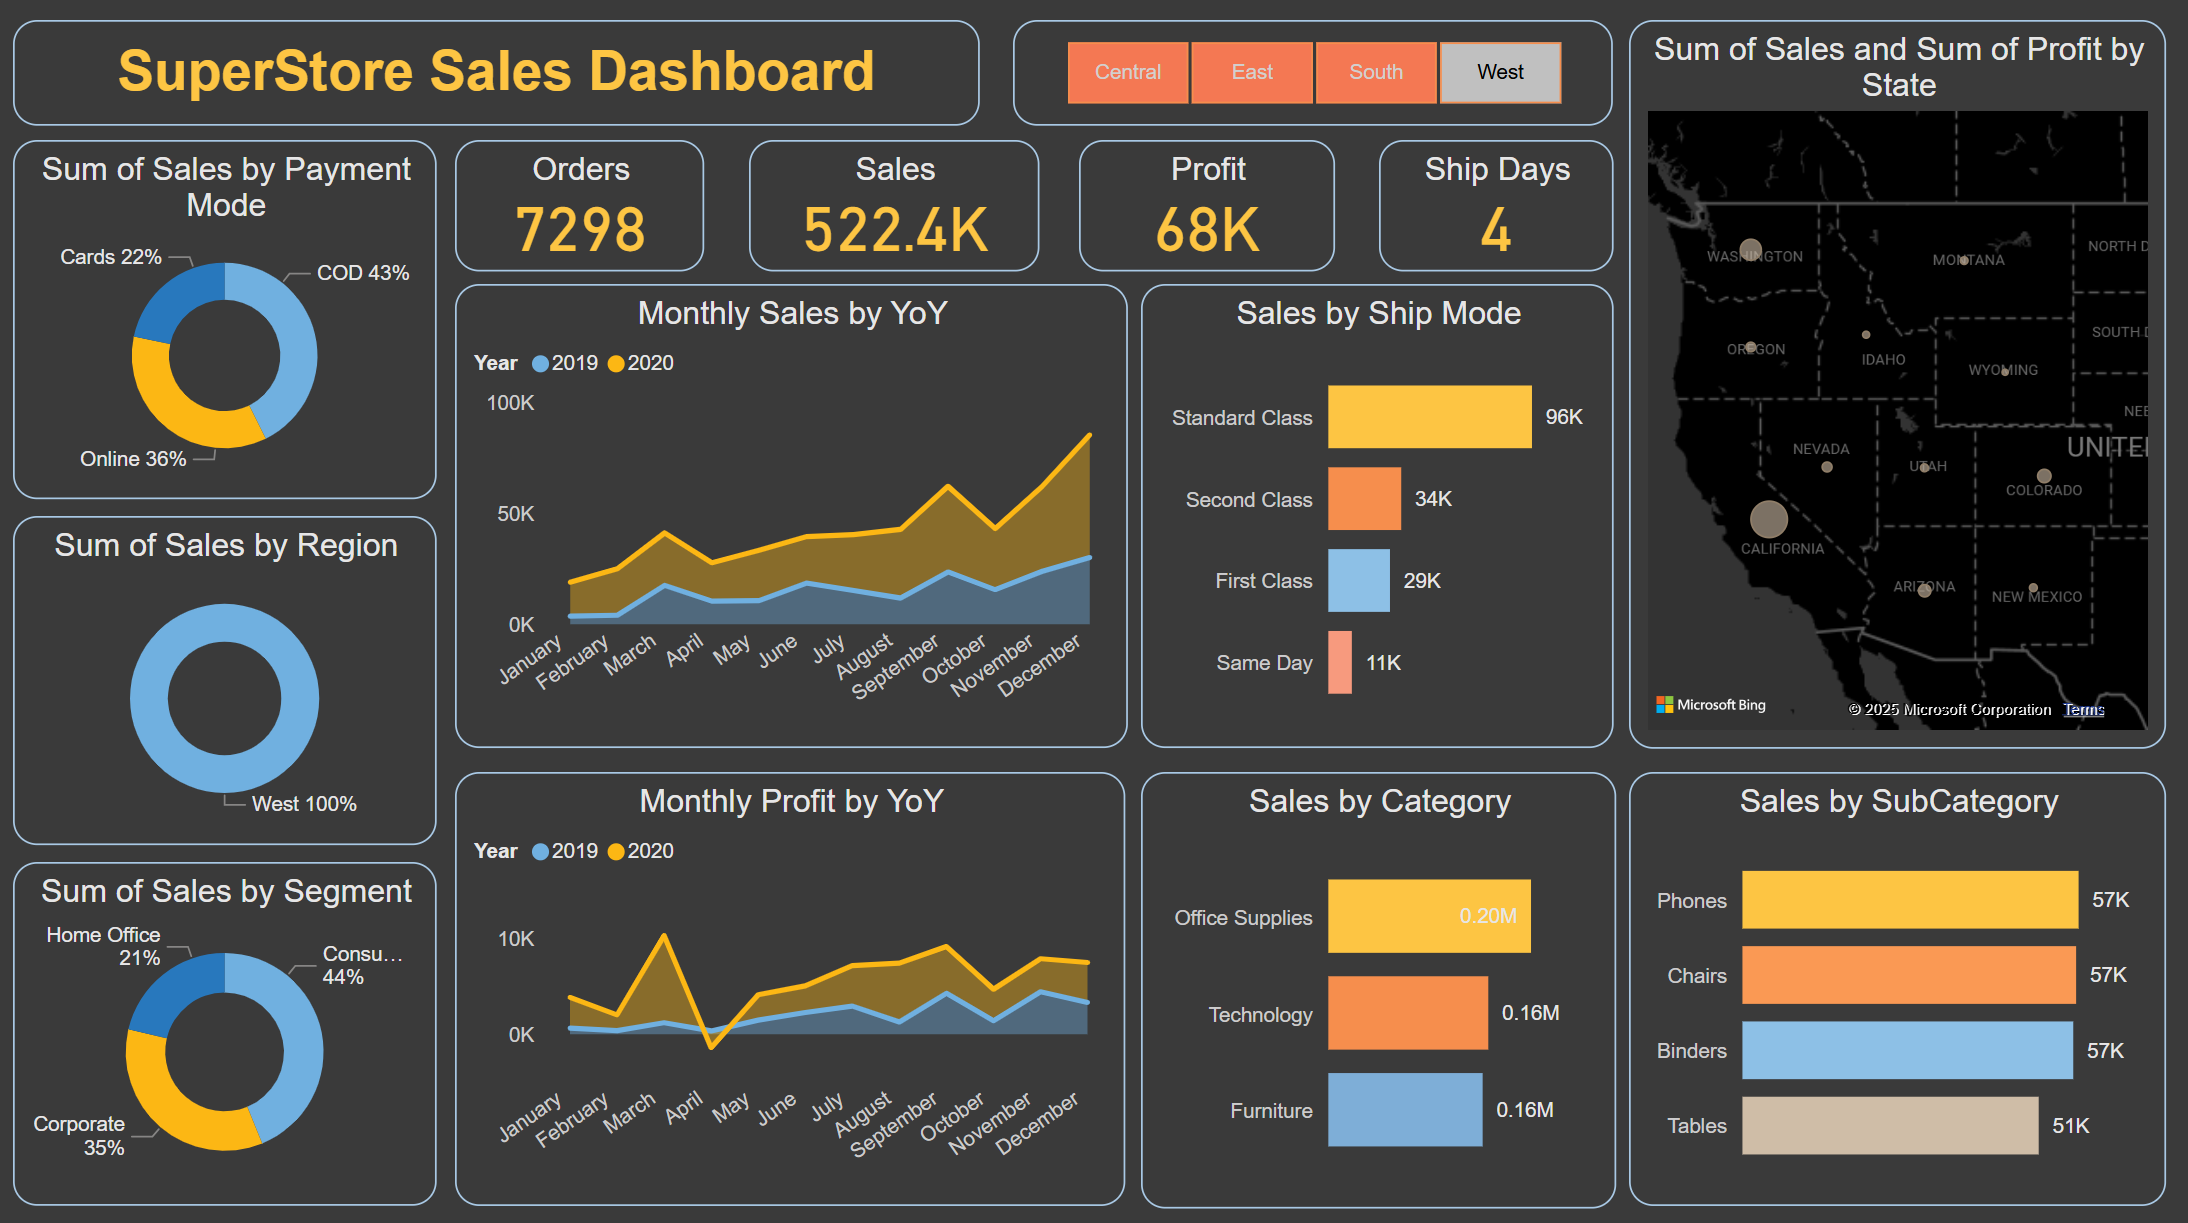 SuperStore Sales Dashboard
Central
East
South
West
Sum of Sales and Sum of Profit by
State
Sum of Sales by Payment
Mode
Cards 22%
COD 43%
Online 36%
Orders
7298
Sales
522.4K
Profit
68K
Ship Days
4
Monthly Sales by YoY
Year 2019 2020
100K
50K
0K
January
February
March
April
May
June
July
August
September
October
November
December
Sales by Ship Mode
Standard Class 96K
Second Class 34K
First Class 29K
Same Day 11K
WASHINGTON
MONTANA
NORTH D
OREGON
IDAHO
SOUTH D
WYOMING
NEB
NEVADA
UNITED
UTAH
COLORADO
CALIFORNIA
ARIZONA
NEW MEXICO
Microsoft Bing
© 2025 Microsoft Corporation Terms
Sum of Sales by Region
West 100%
Sum of Sales by Segment
Home Office
21%
Consu...
44%
Corporate
35%
Monthly Profit by YoY
Year 2019 2020
10K
0K
January
February
March
April
May
June
July
August
September
October
November
December
Sales by Category
Office Supplies 0.20M
Technology 0.16M
Furniture 0.16M
Sales by SubCategory
Phones 57K
Chairs 57K
Binders 57K
Tables 51K